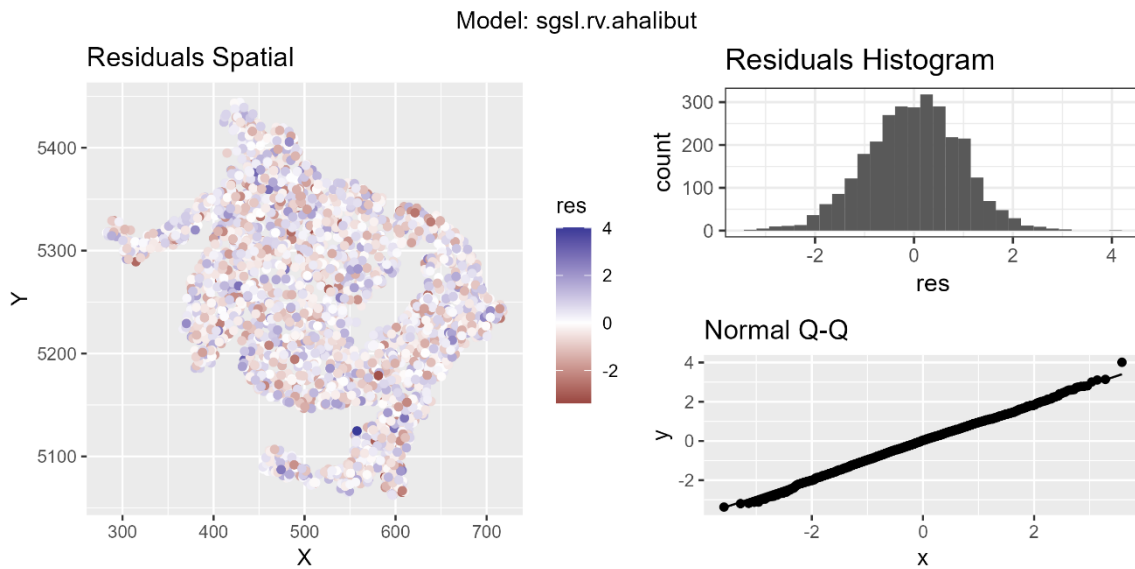 Model: sgsl.rv.ahalibut
Residuals Spatial
5400
5300
5200
5100
Y
300 400 500 600 700
X
res
4
2
0
-2
Residuals Histogram
300
200
100
0
count
-2 0 2 4
res
Normal Q-Q
4
2
0
-2
y
-2 0 2
x